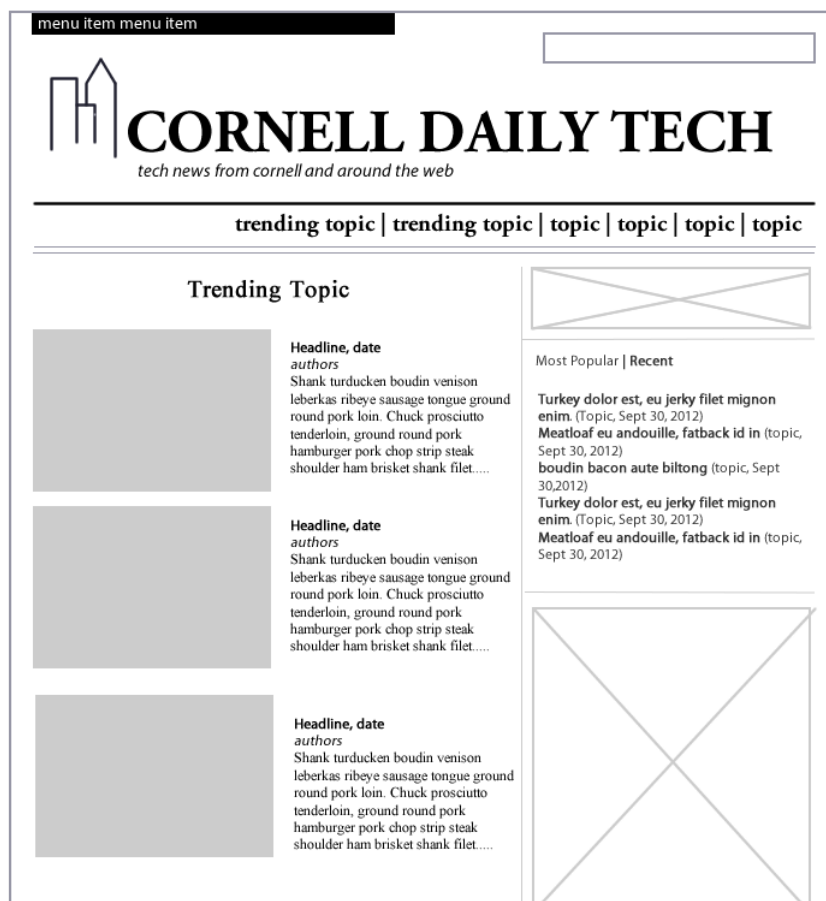 menu item menu item
CORNELL DAILY TECH
tech news from cornell and around the web
trending topic | trending topic | topic | topic | topic | topic
Trending Topic
Headline, date
authors
Shank turducken boudin venison
leberkas ribeye sausage tongue ground
round pork loin. Chuck prosciutto
tenderloin, ground round pork
hamburger pork chop strip steak
shoulder ham brisket shank filet.....
Headline, date
authors
Shank turducken boudin venison
leberkas ribeye sausage tongue ground
round pork loin. Chuck prosciutto
tenderloin, ground round pork
hamburger pork chop strip steak
shoulder ham brisket shank filet.....
Headline, date
authors
Shank turducken boudin venison
leberkas ribeye sausage tongue ground
round pork loin. Chuck prosciutto
tenderloin, ground round pork
hamburger pork chop strip steak
shoulder ham brisket shank filet.....
Most Popular | Recent
Turkey dolor est, eu jerky filet mignon
enim. (Topic, Sept 30, 2012)
Meatloaf eu andouille, fatback id in (topic,
Sept 30, 2012)
boudin bacon aute biltong (topic, Sept
30,2012)
Turkey dolor est, eu jerky filet mignon
enim. (Topic, Sept 30, 2012)
Meatloaf eu andouille, fatback id in (topic,
Sept 30, 2012)